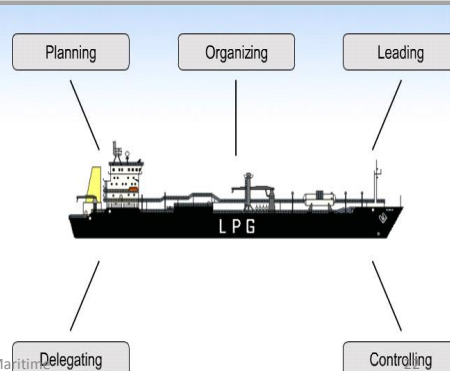 Planning
Organizing
Leading
LPG
Delegating
Controlling